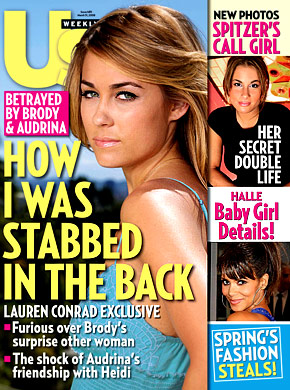 Us
WEEKLY
BETRAYED
BY BRODY
& AUDRINA
HOW
I WAS
STABBED
IN THE BACK
LAUREN CONRAD EXCLUSIVE
Furious over Brody's
surprise other woman
The shock of Audrina's
friendship with Heidi
NEW PHOTOS
SPITZER'S
CALL GIRL
HER
SECRET
DOUBLE
LIFE
HALLE
Baby Girl
Details!
SPRING'S
FASHION
STEALS!